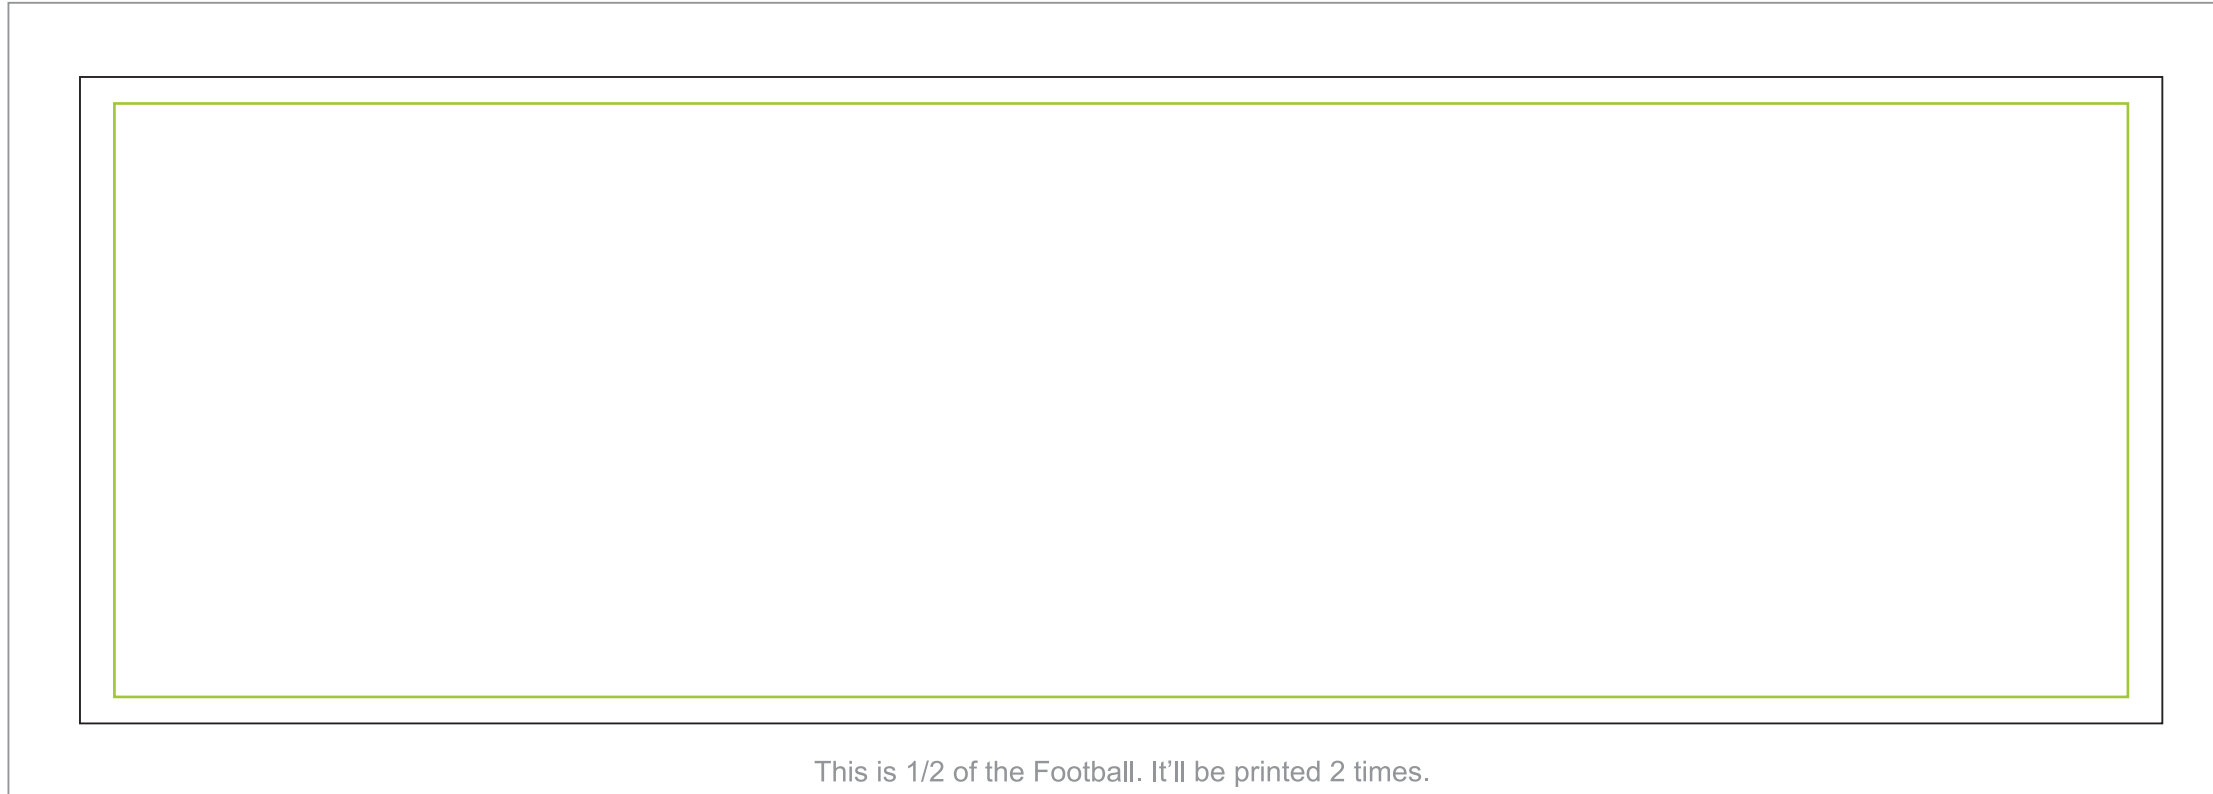 This is 1/2 of the Football. It’ll be printed 2 times.